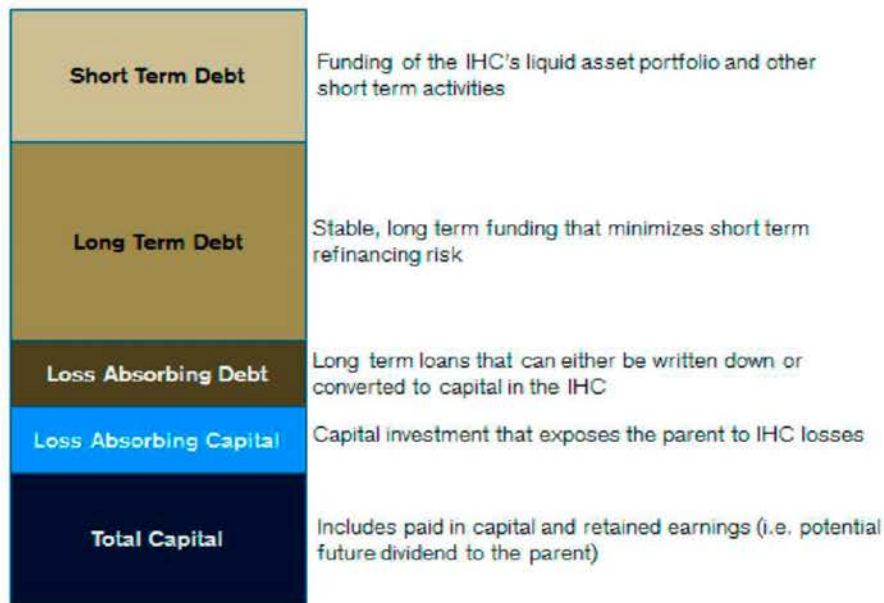 Short Term Debt
Funding of the IHC's liquid asset portfolio and other
short term activities
Long Term Debt
Stable, long term funding that minimizes short term
refinancing risk
Loss Absorbing Debt
Long term loans that can either be written down or
converted to capital in the IHC
Loss Absorbing Capital
Capital investment that exposes the parent to IHC losses
Total Capital
Includes paid in capital and retained earnings (i.e. potential
future dividend to the parent)